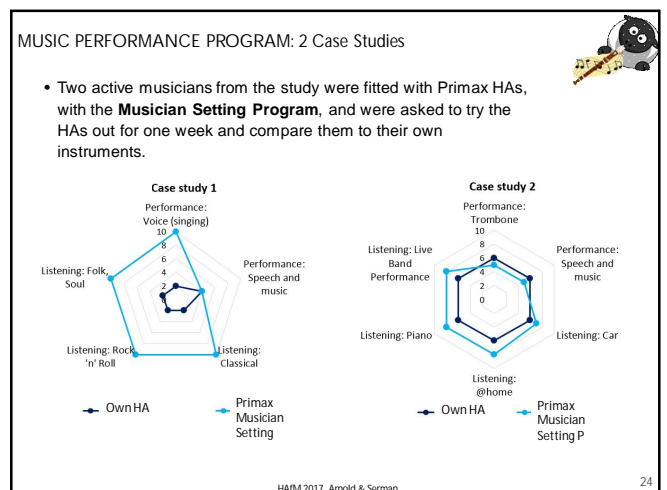 MUSIC PERFORMANCE PROGRAM: 2 Case Studies
• Two active musicians from the study were fitted with Primax HAs,
with the Musician Setting Program, and were asked to try the
HAs out for one week and compare them to their own
instruments.
Case study 1
Performance:
Voice (singing)
10
8
6
4
2
0
Performance:
Speech and
music
Listening:
Classical
Listening: Rock
'n' Roll
Listening: Folk,
Soul
Own HA
Primax
Musician
Setting
Case study 2
Performance:
Trombone
10
8
6
4
2
0
Performance:
Speech and
music
Listening: Car
Listening:
@home
Listening: Piano
Listening: Live
Band
Performance
Own HA
Primax
Musician
Setting P
HAfM 2017, Arnold & Serman
24